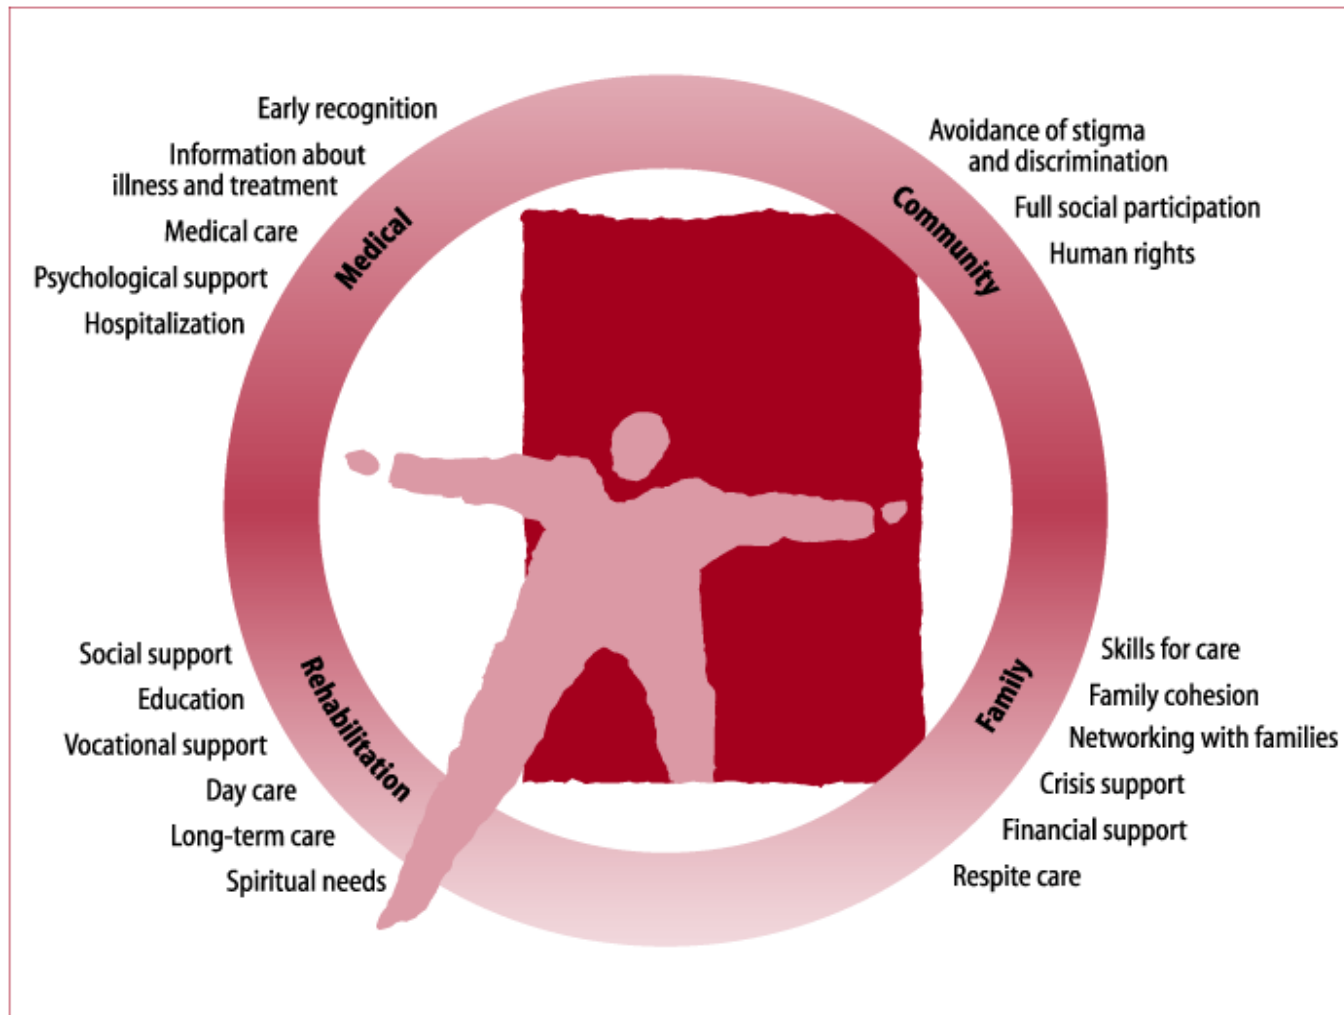 Early recognition
Information about
illness and treatment
Medical care
Psychological support
Hospitalization
Medical
Community
Avoidance of stigma
and discrimination
Full social participation
Human rights
Social support
Education
Vocational support
Day care
Long-term care
Spiritual needs
Rehabilitation
Family
Skills for care
Family cohesion
Networking with families
Crisis support
Financial support
Respite care